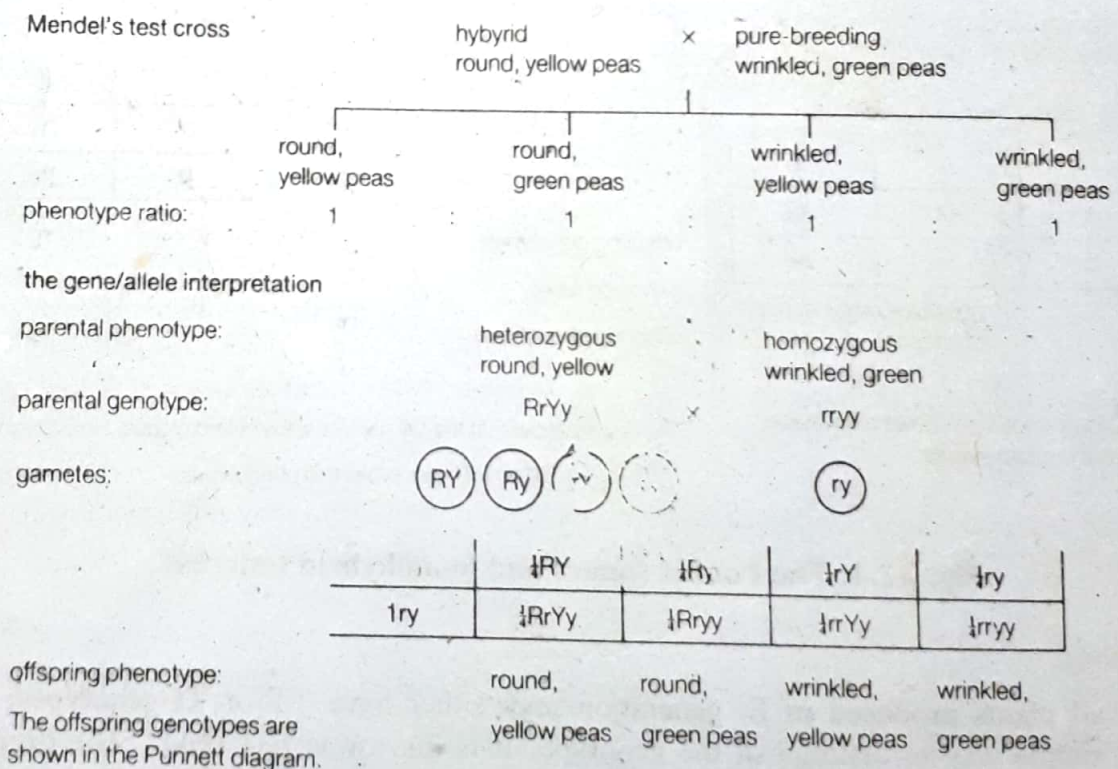 Mendel's test cross
hybyrid × pure-breeding
round, yellow peas wrinkled, green peas
round, round, wrinkled, wrinkled,
yellow peas green peas yellow peas green peas
phenotype ratio: 1 : 1 : 1 : 1
the gene/allele interpretation
parental phenotype: heterozygous homozygous
round, yellow wrinkled, green
parental genotype: RrYy × rryy
gametes: RY Ry ry
¼RY ¼Ry ¼rY ¼ry
1ry ¼RrYy ¼Rryy ¼rrYy ¼rryy
offspring phenotype: round, round, wrinkled, wrinkled,
The offspring genotypes are yellow peas green peas yellow peas green peas
shown in the Punnett diagram.